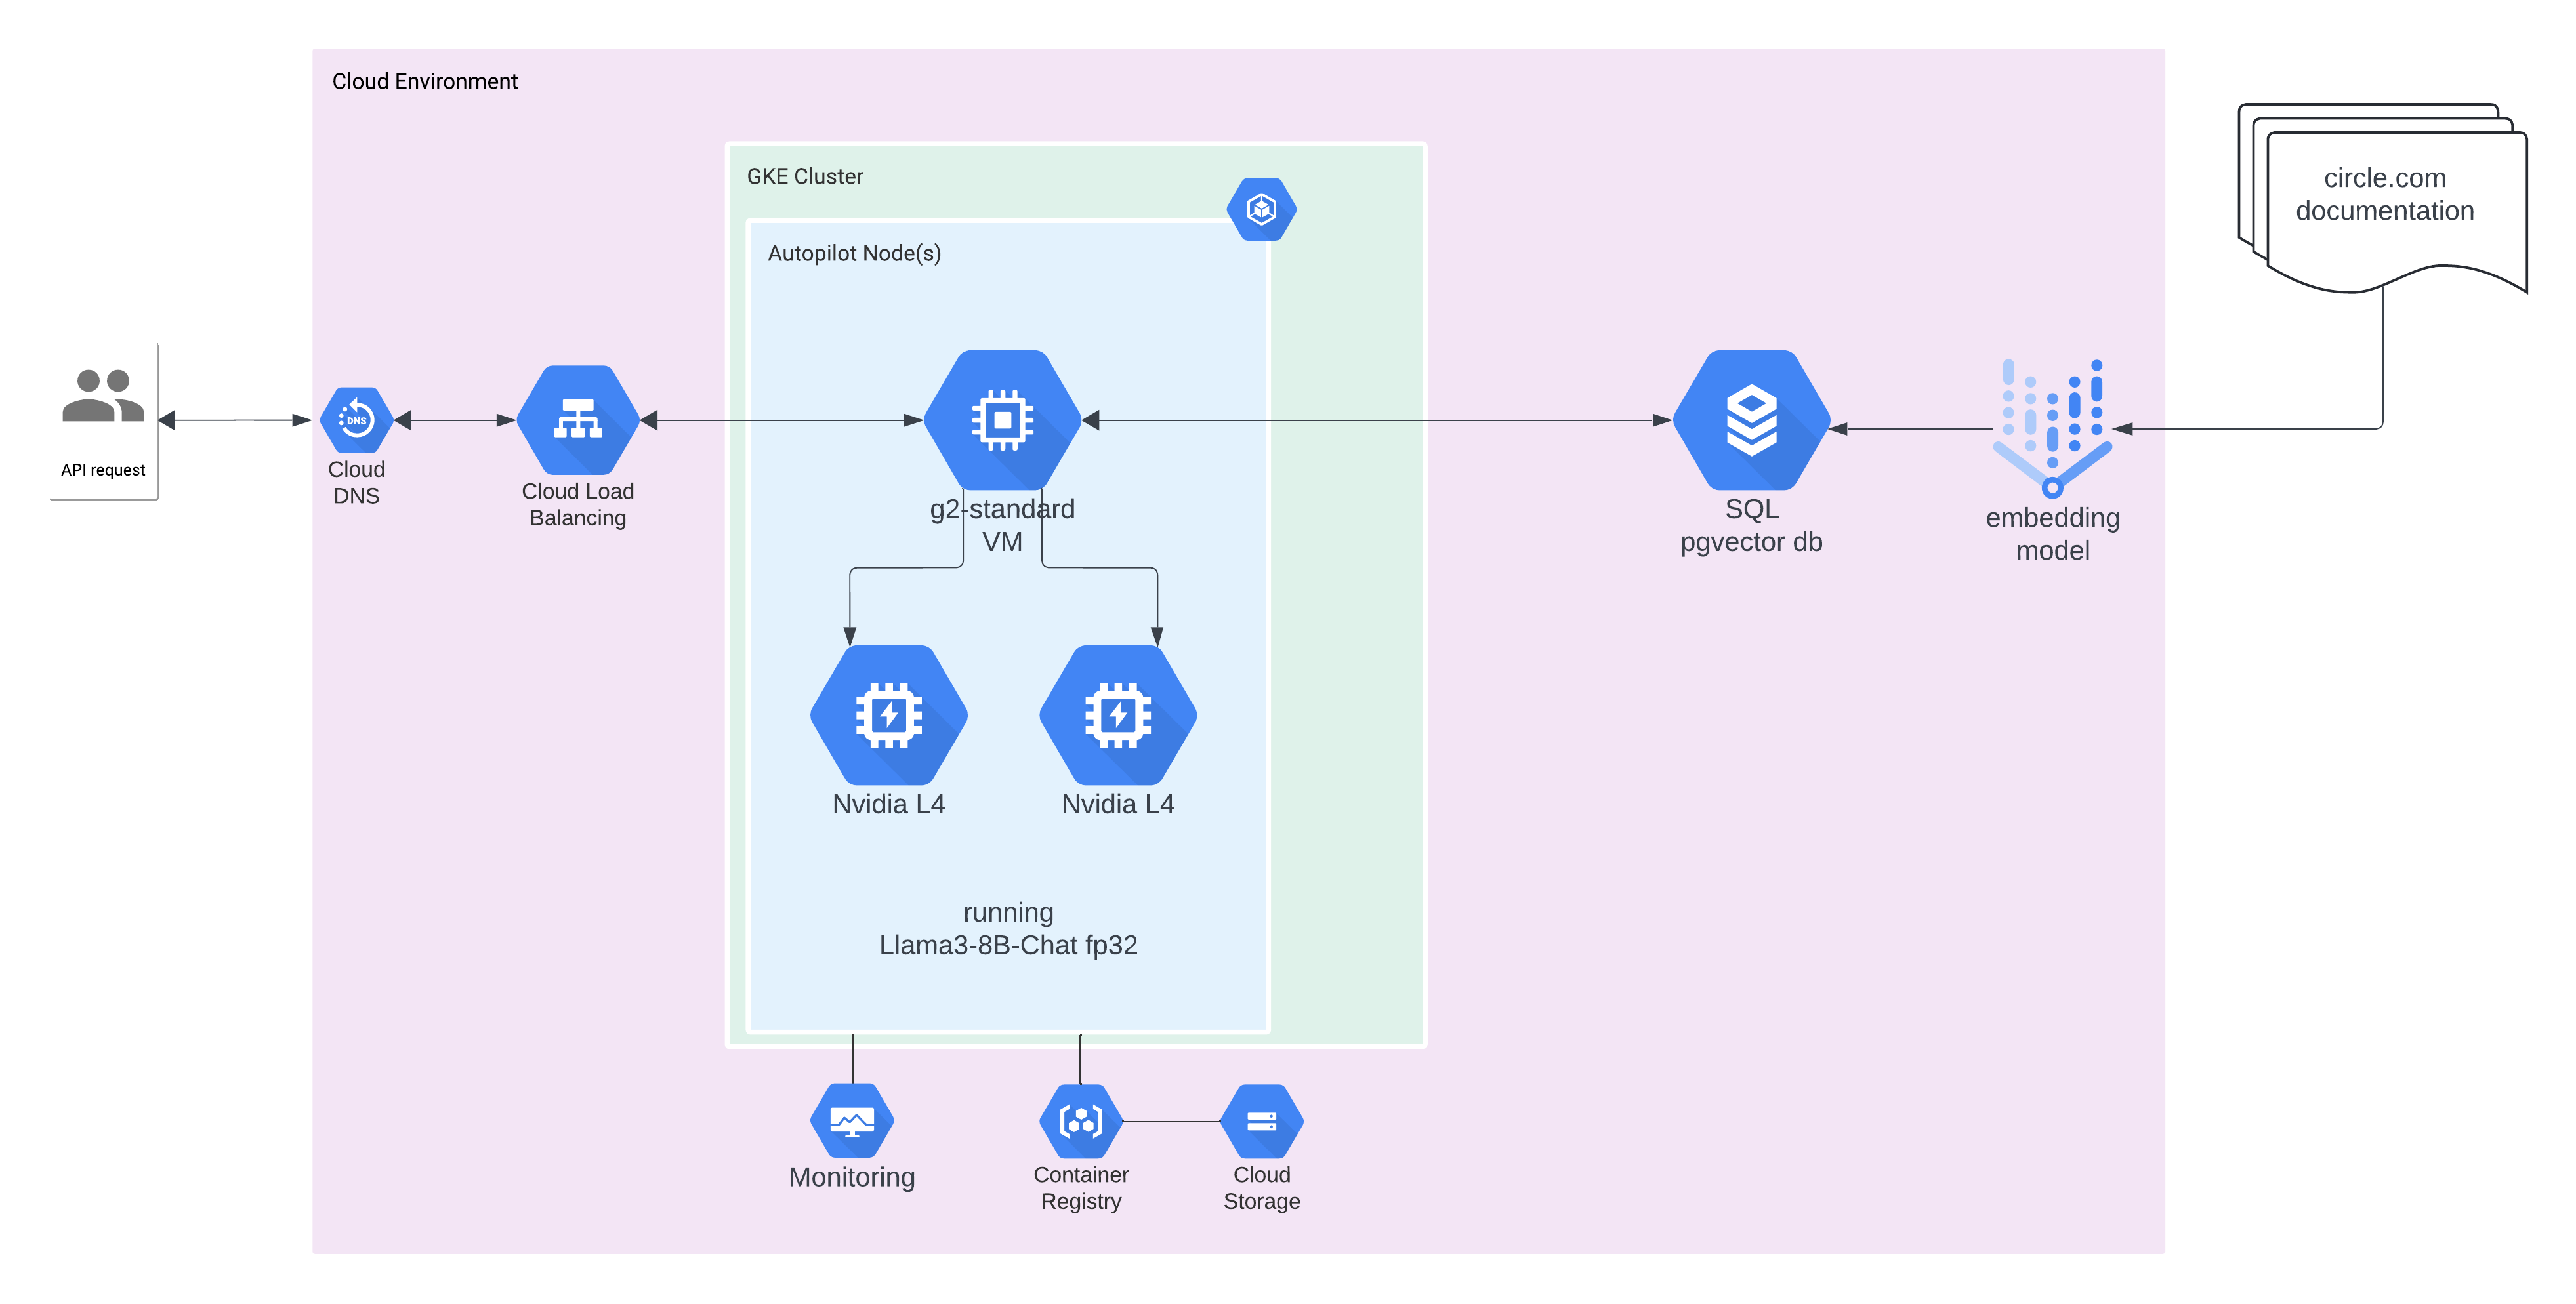 Cloud Environment
GKE Cluster
Autopilot Node(s)
circle.com
documentation
API request
DNS
Cloud
DNS
Cloud Load
Balancing
g2-standard
VM
SQL
pgvector db
embedding
model
Nvidia L4
Nvidia L4
running
Llama3-8B-Chat fp32
Monitoring
Container
Registry
Cloud
Storage